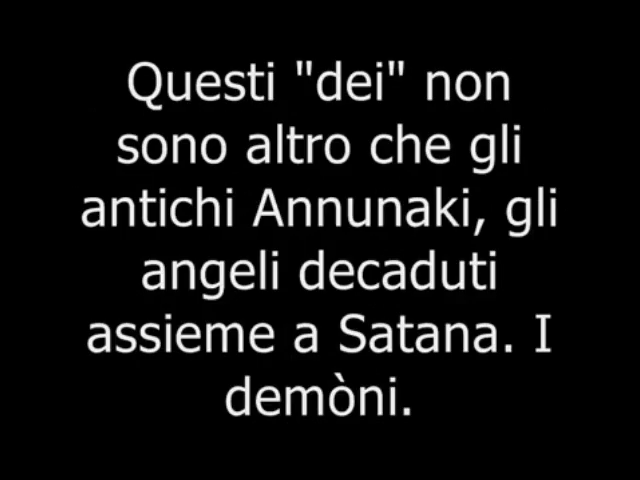 Questi "dei" non
sono altro che gli
antichi Annunaki, gli
angeli decaduti
assieme a Satana. I
demòni.